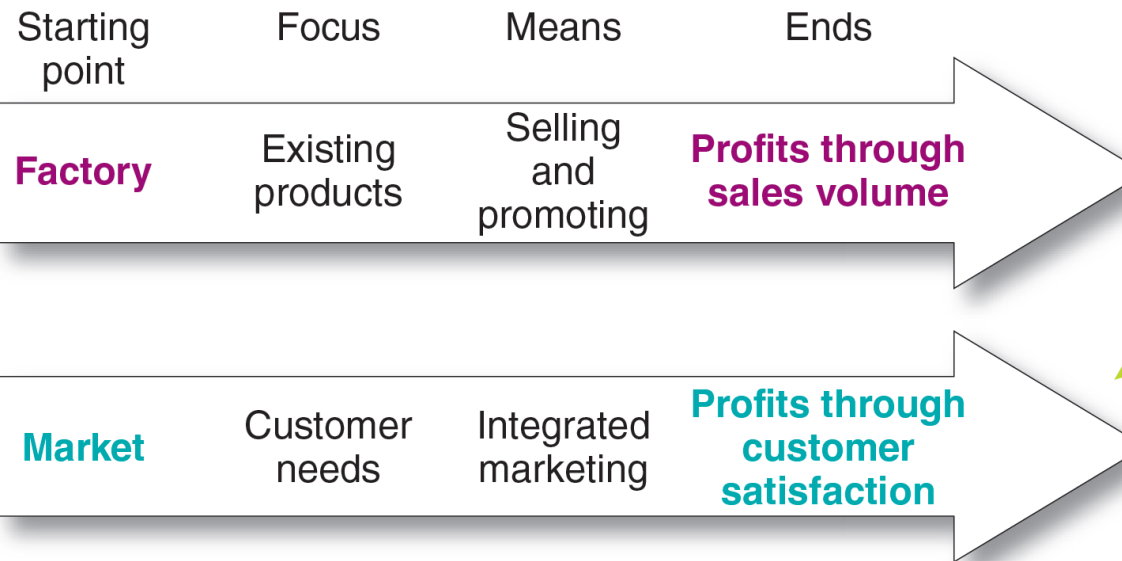 Starting
point
Focus
Means
Ends
Factory
Existing
products
Selling
and
promoting
Profits through
sales volume
Market
Customer
needs
Integrated
marketing
Profits through
customer
satisfaction